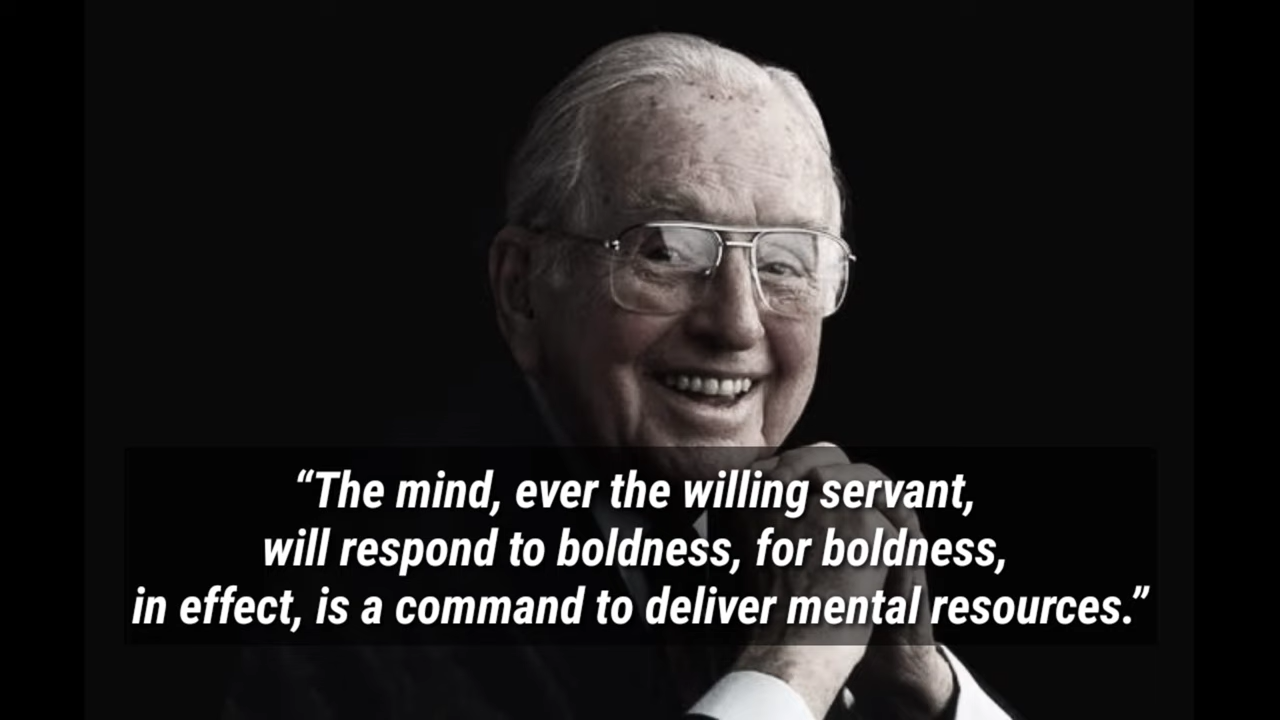 “The mind, ever the willing servant,
will respond to boldness, for boldness,
in effect, is a command to deliver mental resources.”